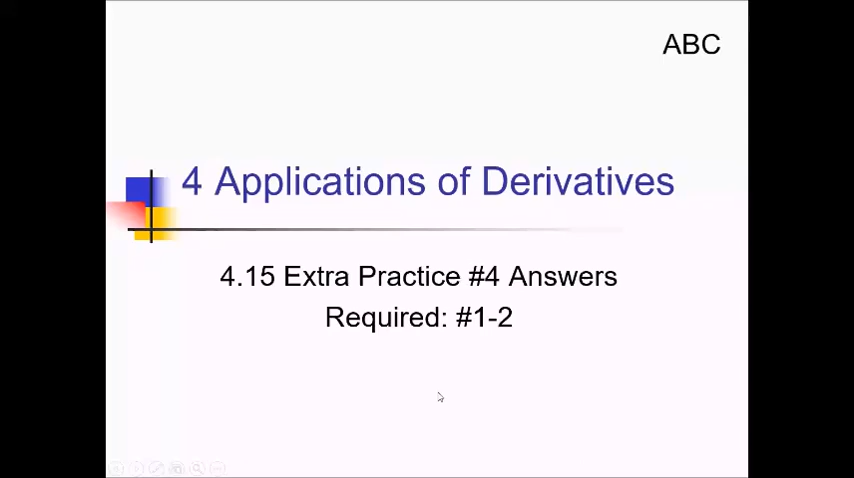 ABC
4 Applications of Derivatives
4.15 Extra Practice #4 Answers
Required: #1-2